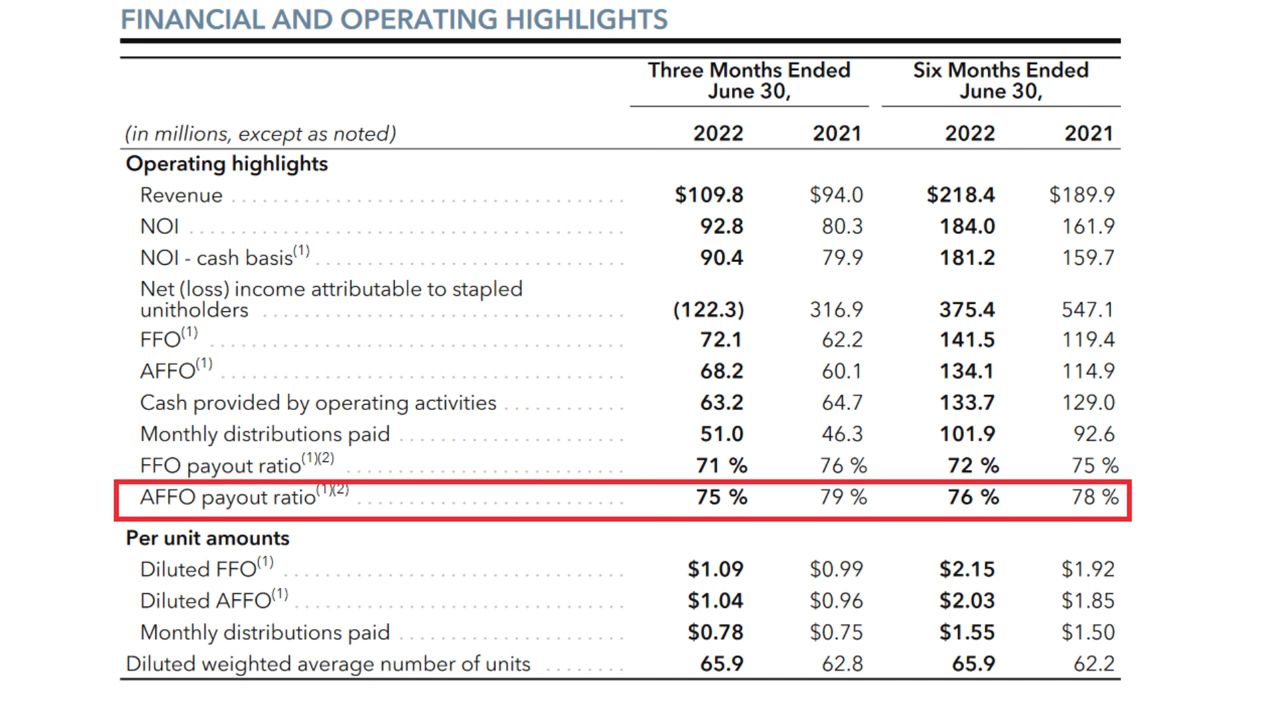 FINANCIAL AND OPERATING HIGHLIGHTS
Three Months Ended June 30, Six Months Ended June 30,
(in millions, except as noted) 2022 2021 2022 2021
Operating highlights
Revenue $109.8 $94.0 $218.4 $189.9
NOI 92.8 80.3 184.0 161.9
NOI - cash basis(1) 90.4 79.9 181.2 159.7
Net (loss) income attributable to stapled
unitholders (122.3) 316.9 375.4 547.1
FFO(1) 72.1 62.2 141.5 119.4
AFFO(1) 68.2 60.1 134.1 114.9
Cash provided by operating activities 63.2 64.7 133.7 129.0
Monthly distributions paid 51.0 46.3 101.9 92.6
FFO payout ratio(1)(2) 71 % 76 % 72 % 75 %
AFFO payout ratio(1)(2) 75 % 79 % 76 % 78 %
Per unit amounts
Diluted FFO(1) $1.09 $0.99 $2.15 $1.92
Diluted AFFO(1) $1.04 $0.96 $2.03 $1.85
Monthly distributions paid $0.78 $0.75 $1.55 $1.50
Diluted weighted average number of units 65.9 62.8 65.9 62.2